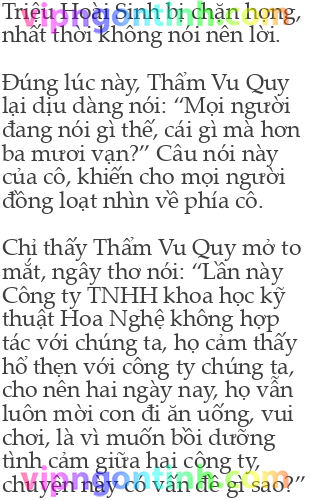 Triệu Hoài Sinh bị chặn họng,
vipngontinh.com
nhất thời không nói nên lời.
Đúng lúc này, Thẩm Vu Quy
lại dịu dàng nói: “Mọi người
đang nói gì thế, cái gì mà hơn
ba mươi vạn?” Câu nói này
của cô, khiến cho mọi người
đồng loạt nhìn về phía cô.
Chỉ thấy Thẩm Vu Quy mở to
mắt, ngây thơ nói: “Lần này
Công ty TNHH khoa học kỹ
thuật Hoa Nghệ không hợp
tác với chúng ta, họ cảm thấy
hổ thẹn với công ty chúng ta,
cho nên hai ngày nay, họ vẫn
luôn mời con đi ăn uống, vui
chơi, là vì muốn bồi dưỡng
tình cảm giữa hai công ty,
vipngontinh.com
chuyện này có vấn đề gì sao?”